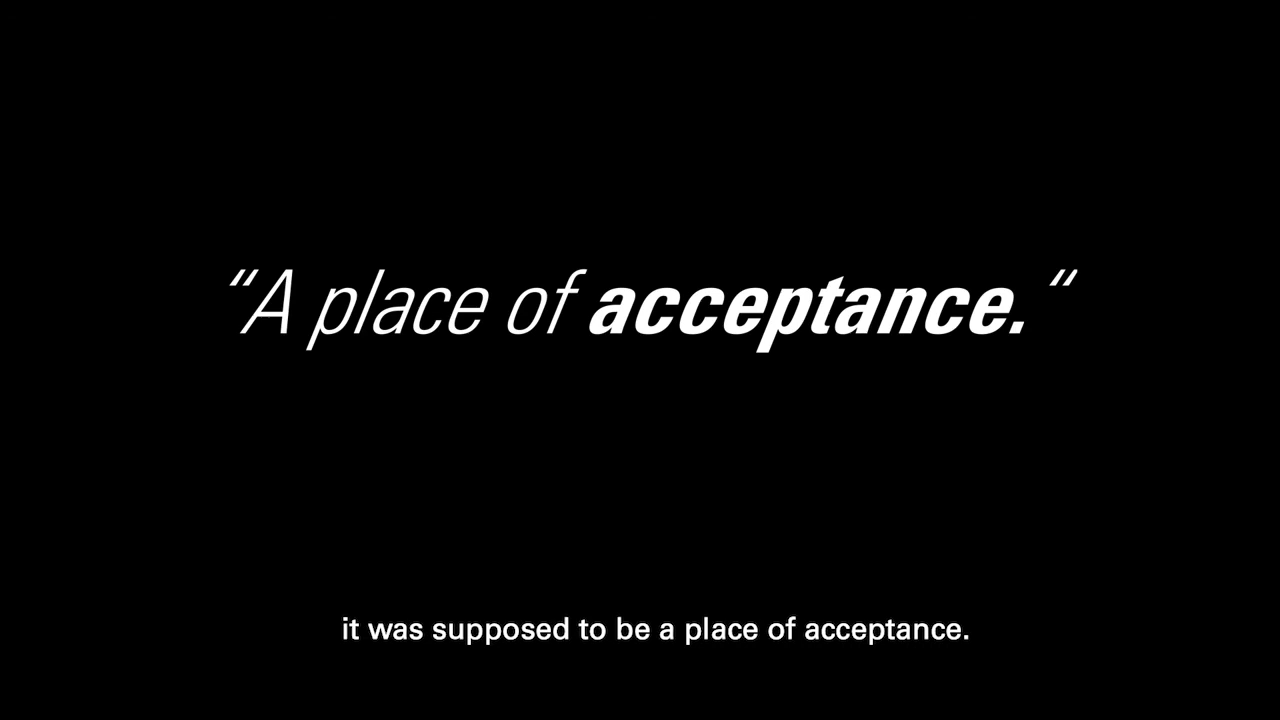 “A place of acceptance.“
it was supposed to be a place of acceptance.